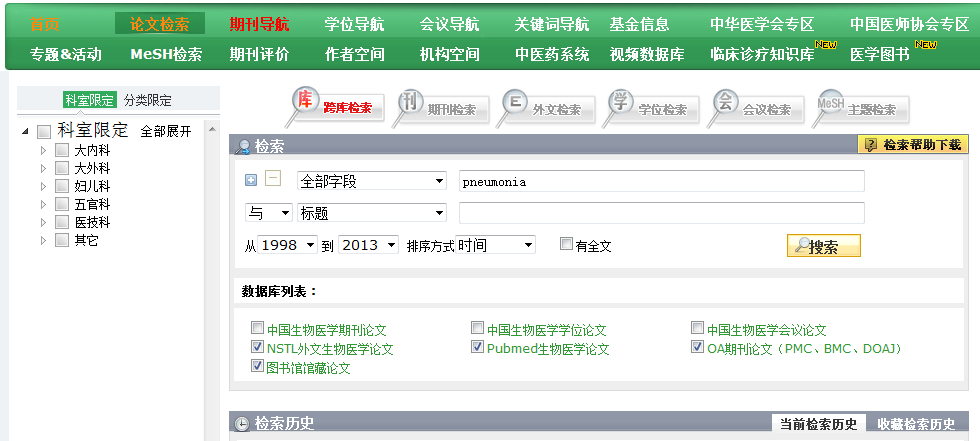 首页 论文检索 期刊导航 学位导航 会议导航 关键词导航 基金信息 中华医学会专区 中国医师协会专区
专题&活动 MeSH检索 期刊评价 作者空间 机构空间 中医药系统 视频数据库 临床诊疗知识库 NEW 医学图书 NEW
科室限定 分类限定
库 跨库检索 刊 期刊检索 E 外文检索 学 学位检索 会 会议检索 MeSH 主题检索
科室限定 全部展开
大内科
大外科
妇儿科
五官科
医技科
其它
检索 检索帮助下载
全部字段 pneumonia
与 标题
从 1998 到 2013 排序方式 时间 有全文 搜索
数据库列表：
中国生物医学期刊论文 中国生物医学学位论文 中国生物医学会议论文
NSTL外文生物医学论文 Pubmed生物医学论文 OA期刊论文（PMC、BMC、DOAJ）
图书馆馆藏论文
检索历史 当前检索历史 收藏检索历史